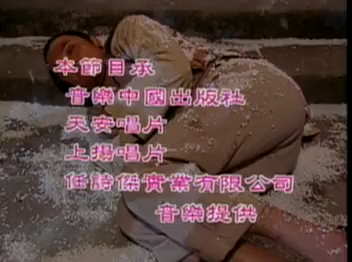 本節目承
音樂中國出版社
天安唱片
上揚唱片
任詩傑實業有限公司
音樂提供